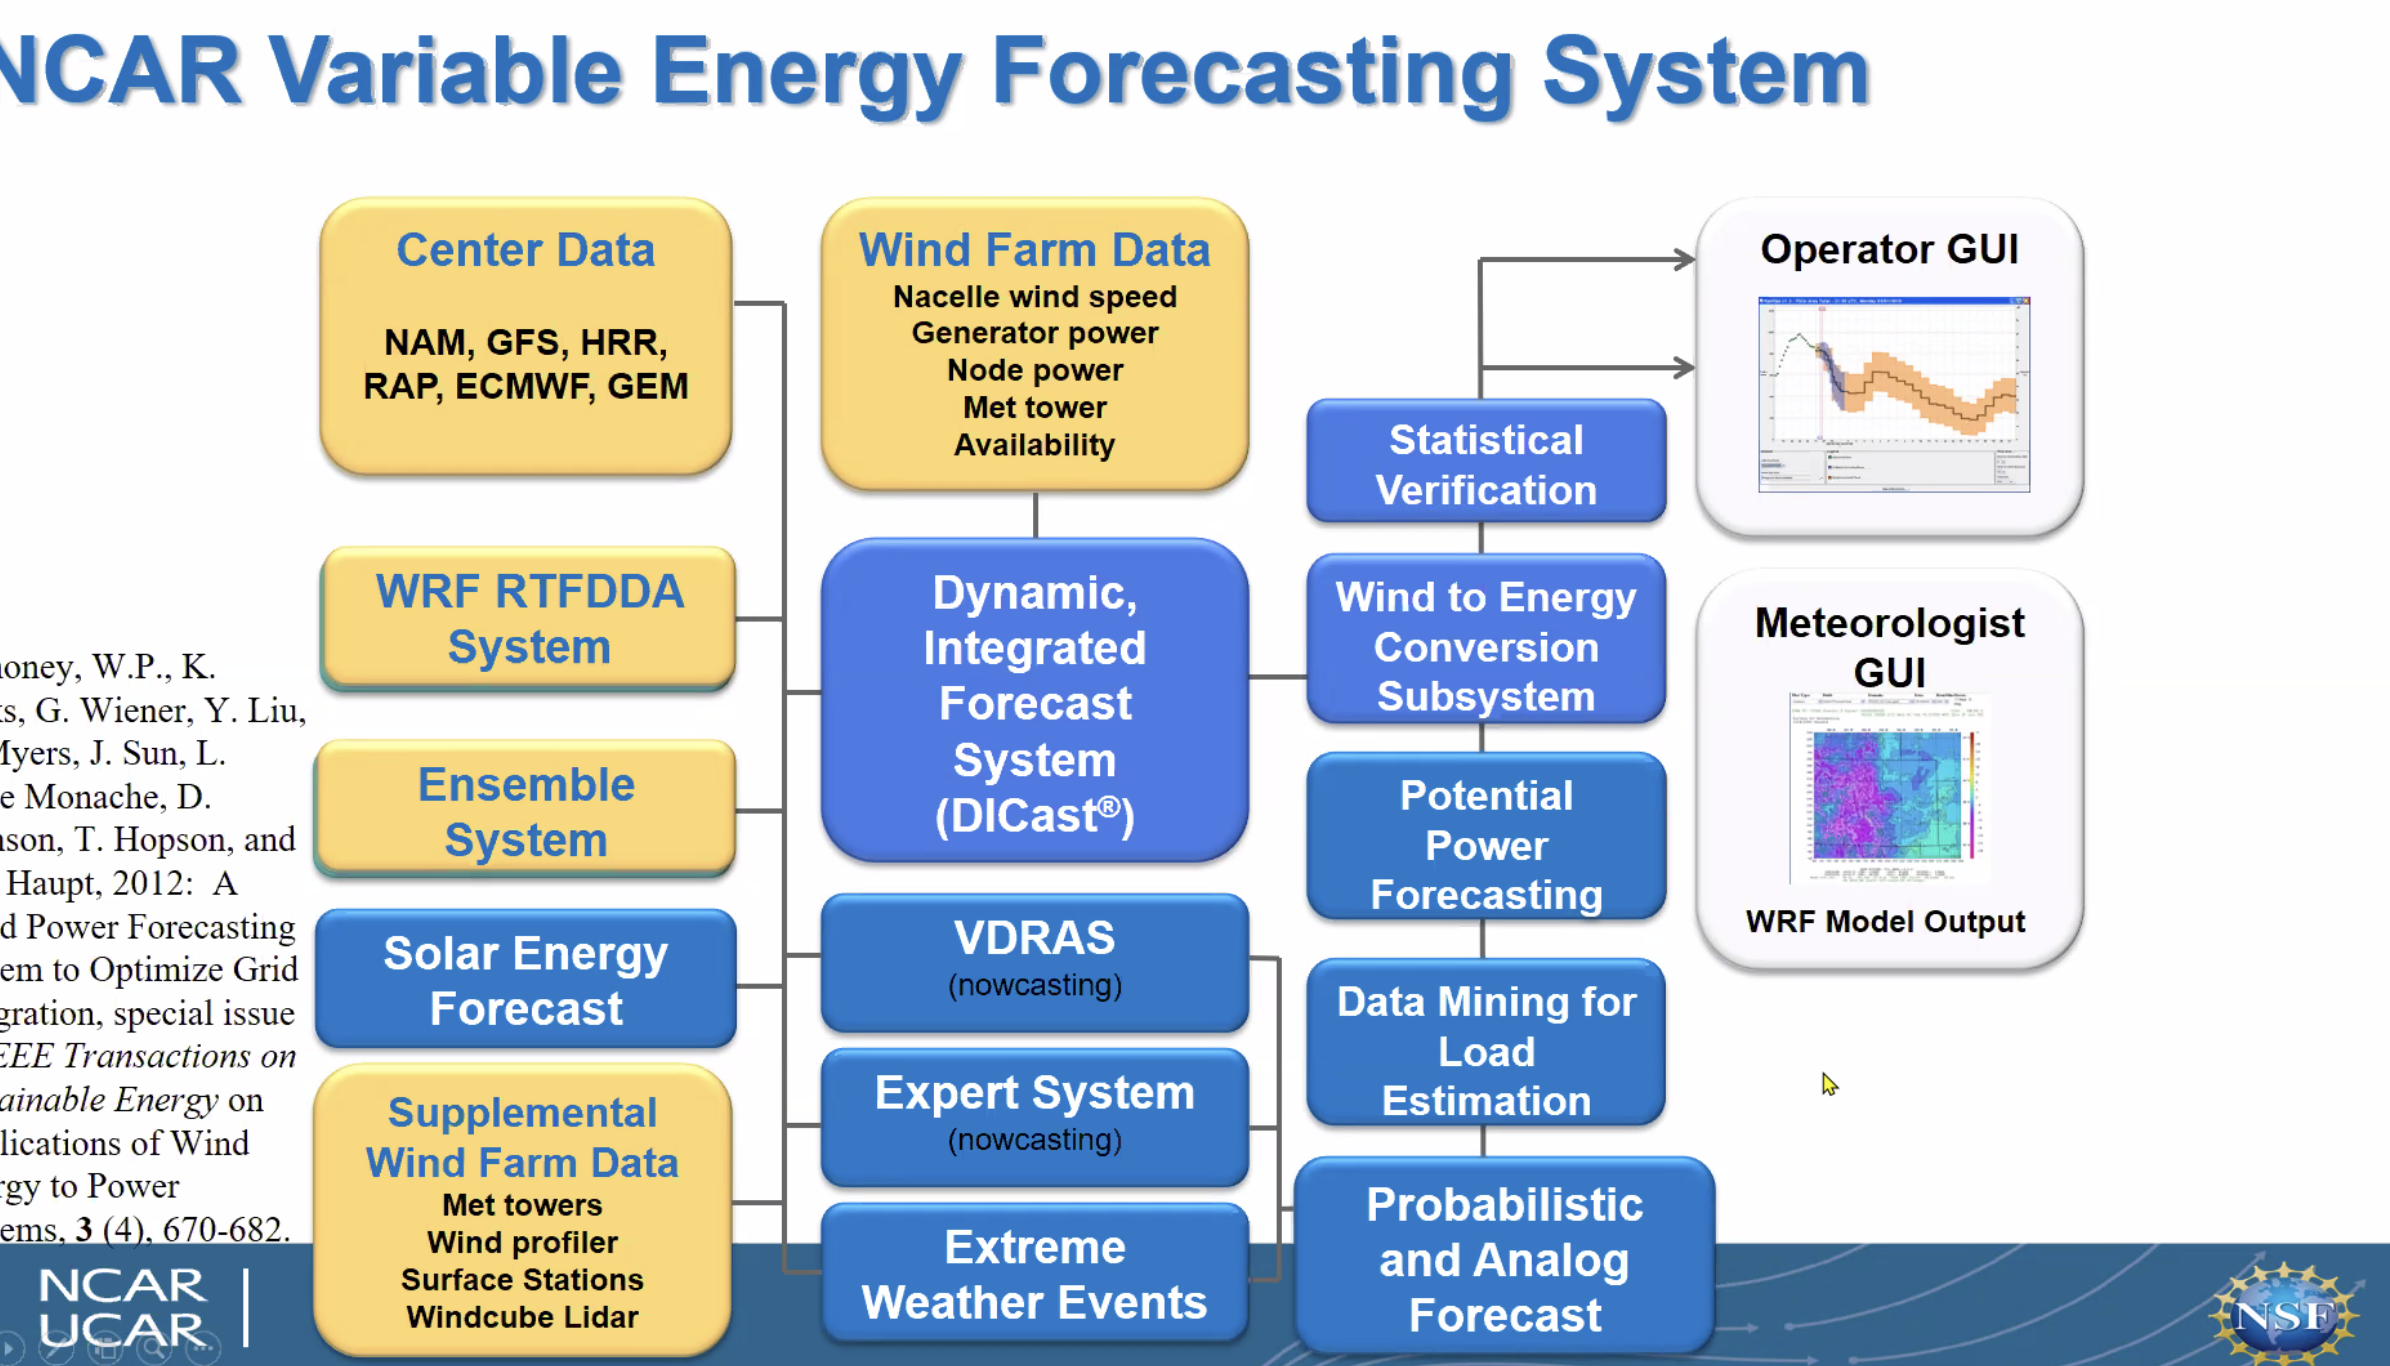 NCAR Variable Energy Forecasting System
Center Data
NAM, GFS, HRR,
RAP, ECMWF, GEM
Wind Farm Data
Nacelle wind speed
Generator power
Node power
Met tower
Availability
Operator GUI
Statistical
Verification
WRF RTFDDA
System
Dynamic,
Integrated
Forecast
System
(DICast®)
Wind to Energy
Conversion
Subsystem
Meteorologist
GUI
WRF Model Output
Ensemble
System
Potential
Power
Forecasting
Solar Energy
Forecast
VDRAS
(nowcasting)
Data Mining for
Load
Estimation
Expert System
(nowcasting)
Supplemental
Wind Farm Data
Met towers
Wind profiler
Surface Stations
Windcube Lidar
Extreme
Weather Events
Probabilistic
and Analog
Forecast
oney, W.P., K.
s, G. Wiener, Y. Liu,
Myers, J. Sun, L.
e Monache, D.
nson, T. Hopson, and
Haupt, 2012: A
d Power Forecasting
em to Optimize Grid
gration, special issue
EEE Transactions on
ainable Energy on
lications of Wind
rgy to Power
ems, 3 (4), 670-682.
NCAR
UCAR
NSF